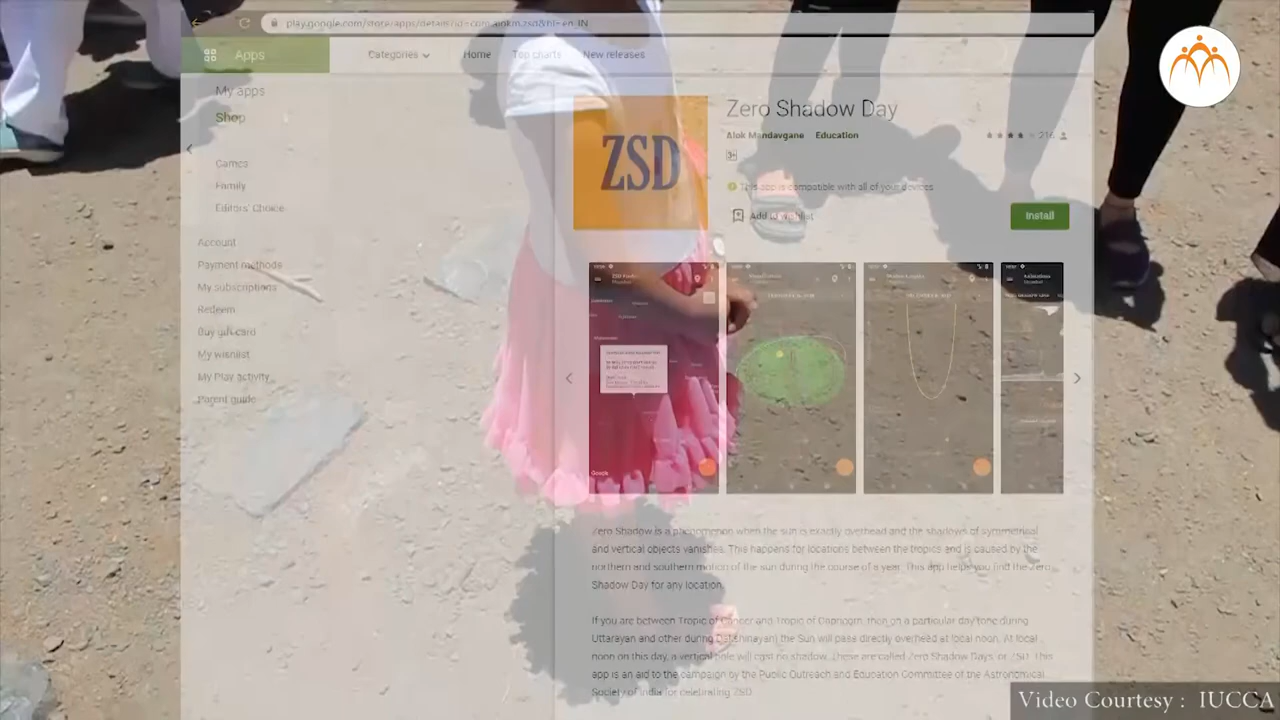 play.google.com/store/apps/details?id=com.alokm.zsd&hl=en_IN
Apps
Categories
Home
Top charts
New releases
My apps
Shop
Games
Family
Editors' Choice
Account
Payment methods
My subscriptions
Redeem
Buy gift card
My wishlist
My Play activity
Parent guide
ZSD
Zero Shadow Day
Alok Mandavgane Education
216
3+
This app is compatible with all of your devices
Add to wishlist
Install
Google
Zero Shadow is a phenomenon when the sun is exactly overhead and the shadows of symmetrical
and vertical objects vanishes. This happens for locations between the tropics and is caused by the
northern and southern motion of the sun during the course of a year. This app helps you find the Zero
Shadow Day for any location.
If you are between Tropic of Cancer and Tropic of Capricorn, then on a particular day(one during
Uttarayan and other during Dakshinayan) the Sun will pass directly overhead at local noon. At local
noon on this day, a vertical pole will cast no shadow. These are called Zero Shadow Days, or ZSD. This
app is an aid to the campaign by the Public Outreach and Education Committee of the Astronomical
Society of India for celebrating ZSD.
Video Courtesy : IUCCA